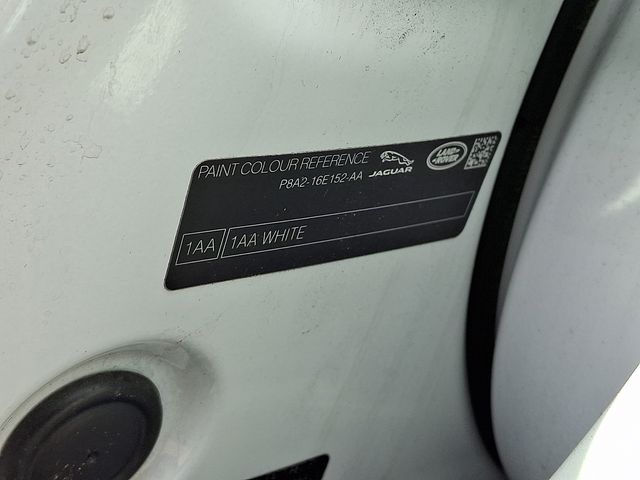 PAINT COLOUR REFERENCE
P8A2-16E152-AA
JAGUAR
LAND ROVER
1AA
1AA WHITE